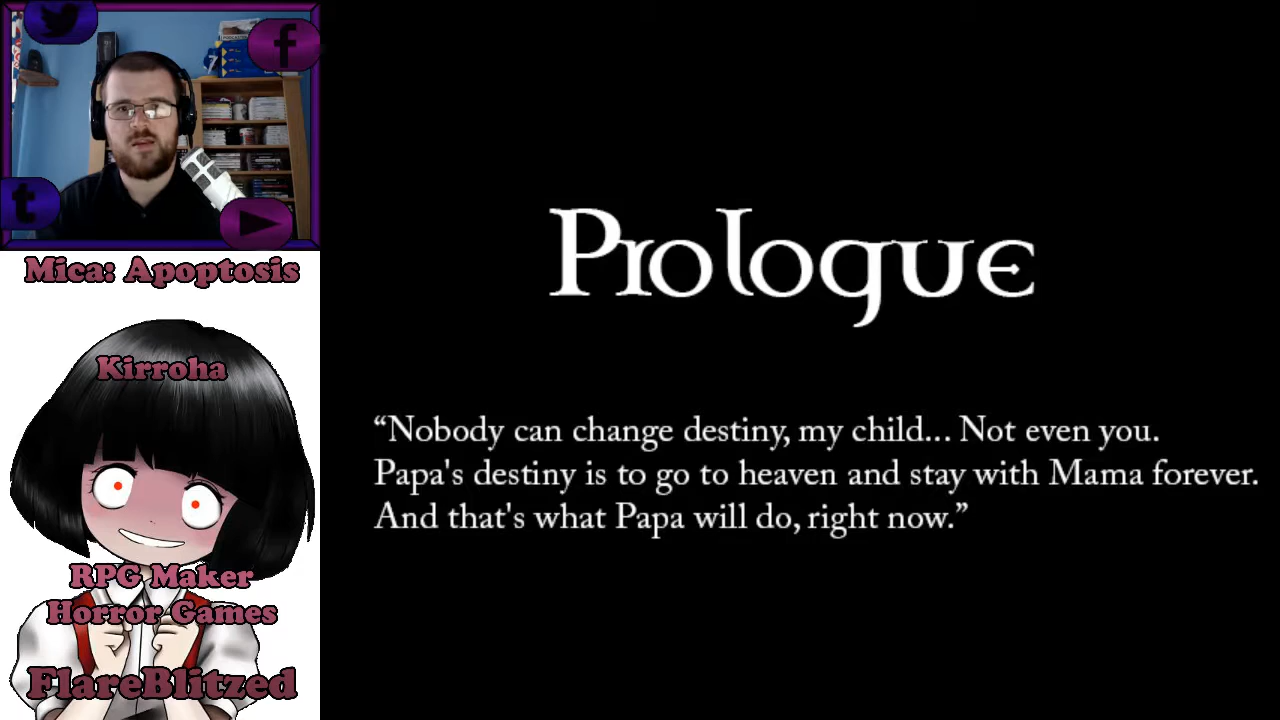 Mica: Apoptosis
Kirroha
RPG Maker
Horror Games
FlareBlitzed
Prologue
“Nobody can change destiny, my child... Not even you.
Papa's destiny is to go to heaven and stay with Mama forever.
And that's what Papa will do, right now.”